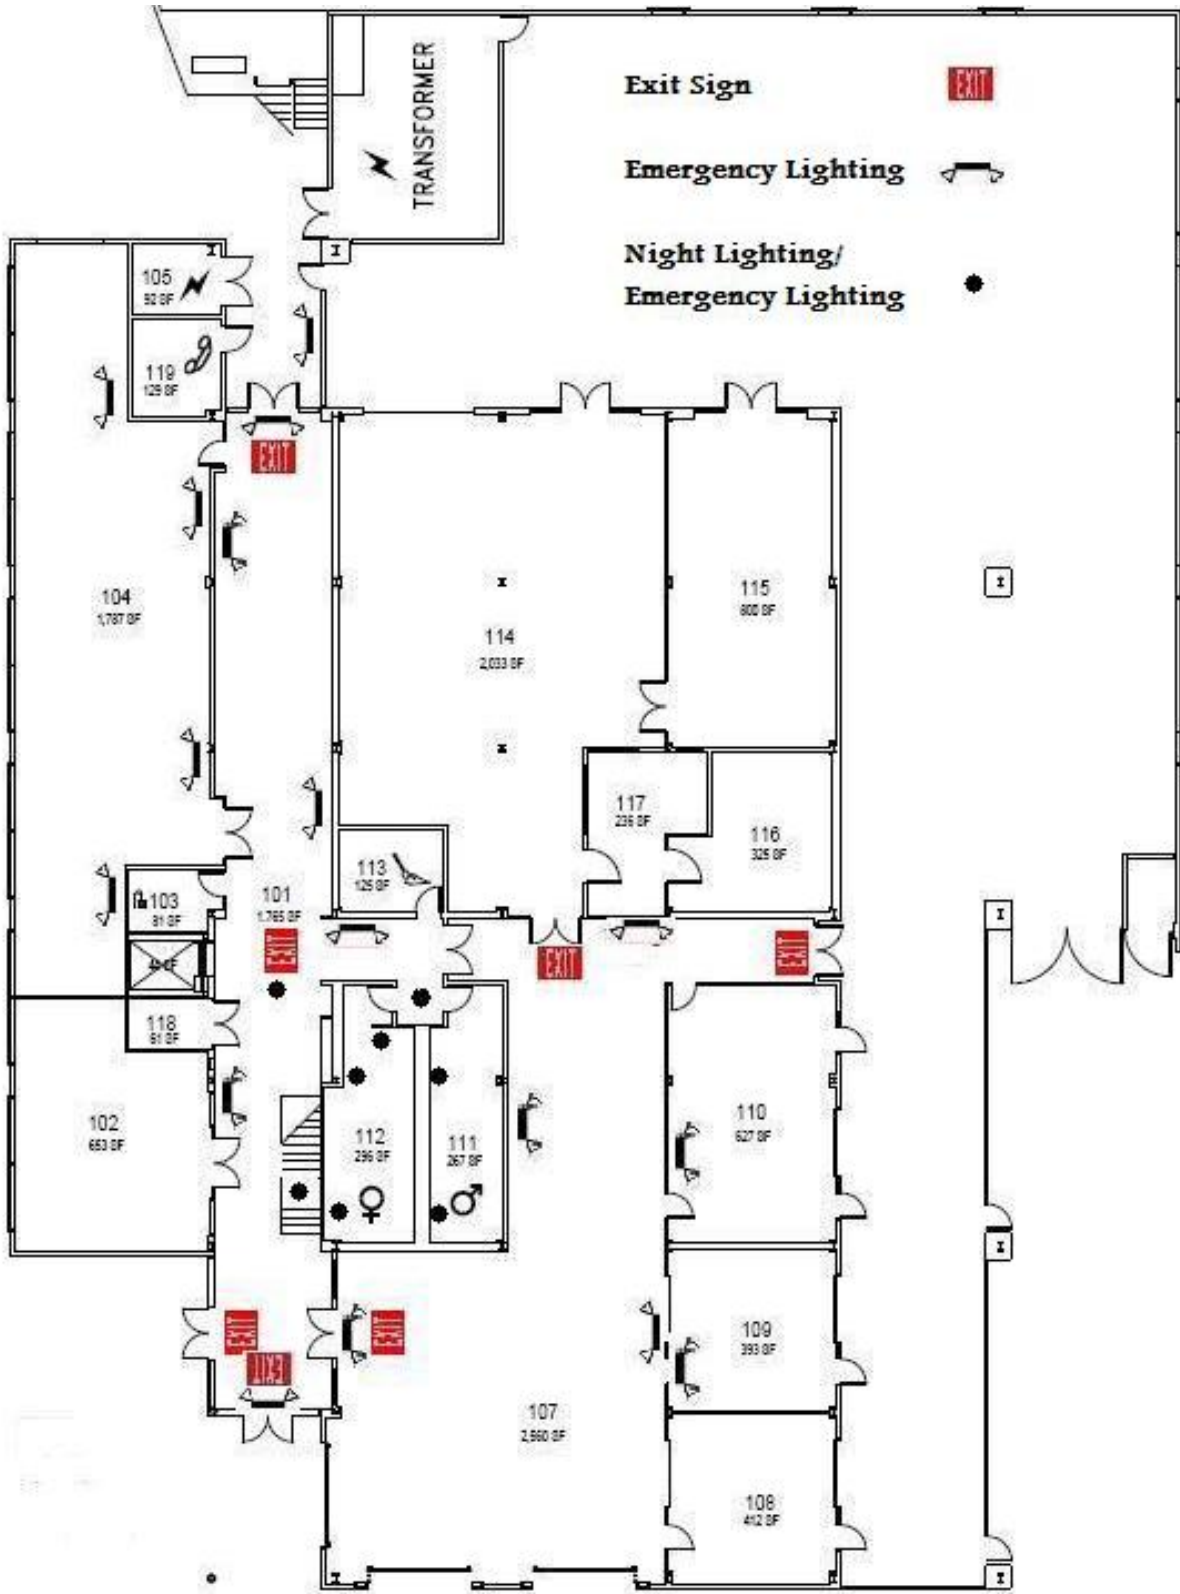 TRANSFORMER
Exit Sign
EXIT
Emergency Lighting
Night Lighting/
Emergency Lighting
105
92 SF
119
129 SF
EXIT
104
1,787 SF
114
2,033 SF
115
800 SF
117
236 SF
116
325 SF
113
125 SF
103
81 SF
101
1,765 SF
EXIT
EXIT
EXIT
118
61 SF
102
653 SF
112
296 SF
111
267 SF
110
627 SF
EXIT
EXIT
EXIT
109
393 SF
107
2,960 SF
108
412 SF